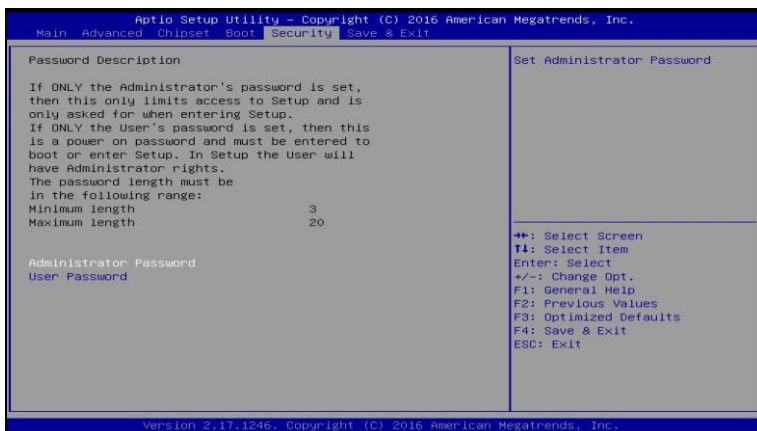 Aptio Setup Utility – Copyright (C) 2016 American Megatrends, Inc.
Main Advanced Chipset Boot Security Save & Exit
Password Description
If ONLY the Administrator's password is set,
then this only limits access to Setup and is
only asked for when entering Setup.
If ONLY the User's password is set, then this
is a power on password and must be entered to
boot or enter Setup. In Setup the User will
have Administrator rights.
The password length must be
in the following range:
Minimum length 3
Maximum length 20
Administrator Password
User Password
Set Administrator Password
→←: Select Screen
↑↓: Select Item
Enter: Select
+/-: Change Opt.
F1: General Help
F2: Previous Values
F3: Optimized Defaults
F4: Save & Exit
ESC: Exit
Version 2.17.1246. Copyright (C) 2016 American Megatrends, Inc.